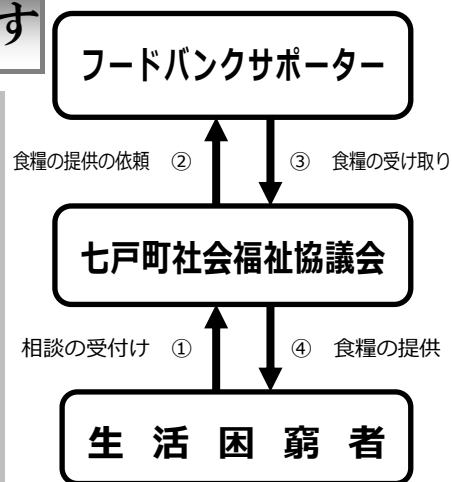 す
フードバンクサポーター
食糧の提供の依頼 ② ③ 食糧の受け取り
七戸町社会福祉協議会
相談の受付け ① ④ 食糧の提供
生活困窮者